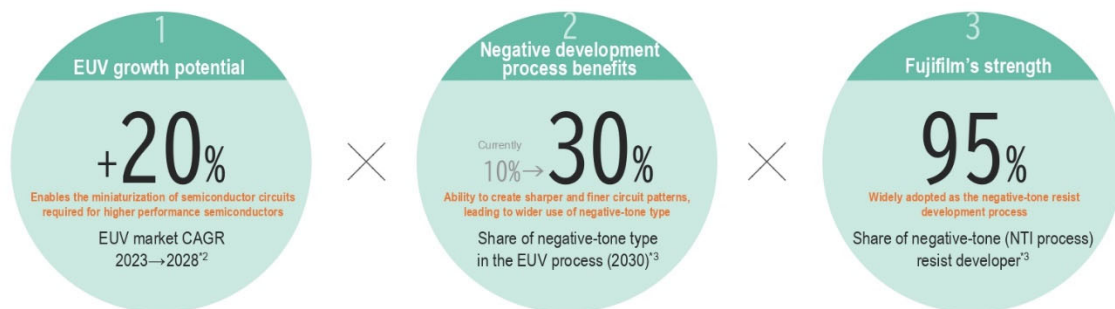 1
EUV growth potential
+20%
Enables the miniaturization of semiconductor circuits
required for higher performance semiconductors
EUV market CAGR
2023→2028*2
×
2
Negative development
process benefits
Currently
10%→30%
Ability to create sharper and finer circuit patterns,
leading to wider use of negative-tone type
Share of negative-tone type
in the EUV process (2030)*3
×
3
Fujifilm's strength
95%
Widely adopted as the negative-tone resist
development process
Share of negative-tone (NTI process)
resist developer*3